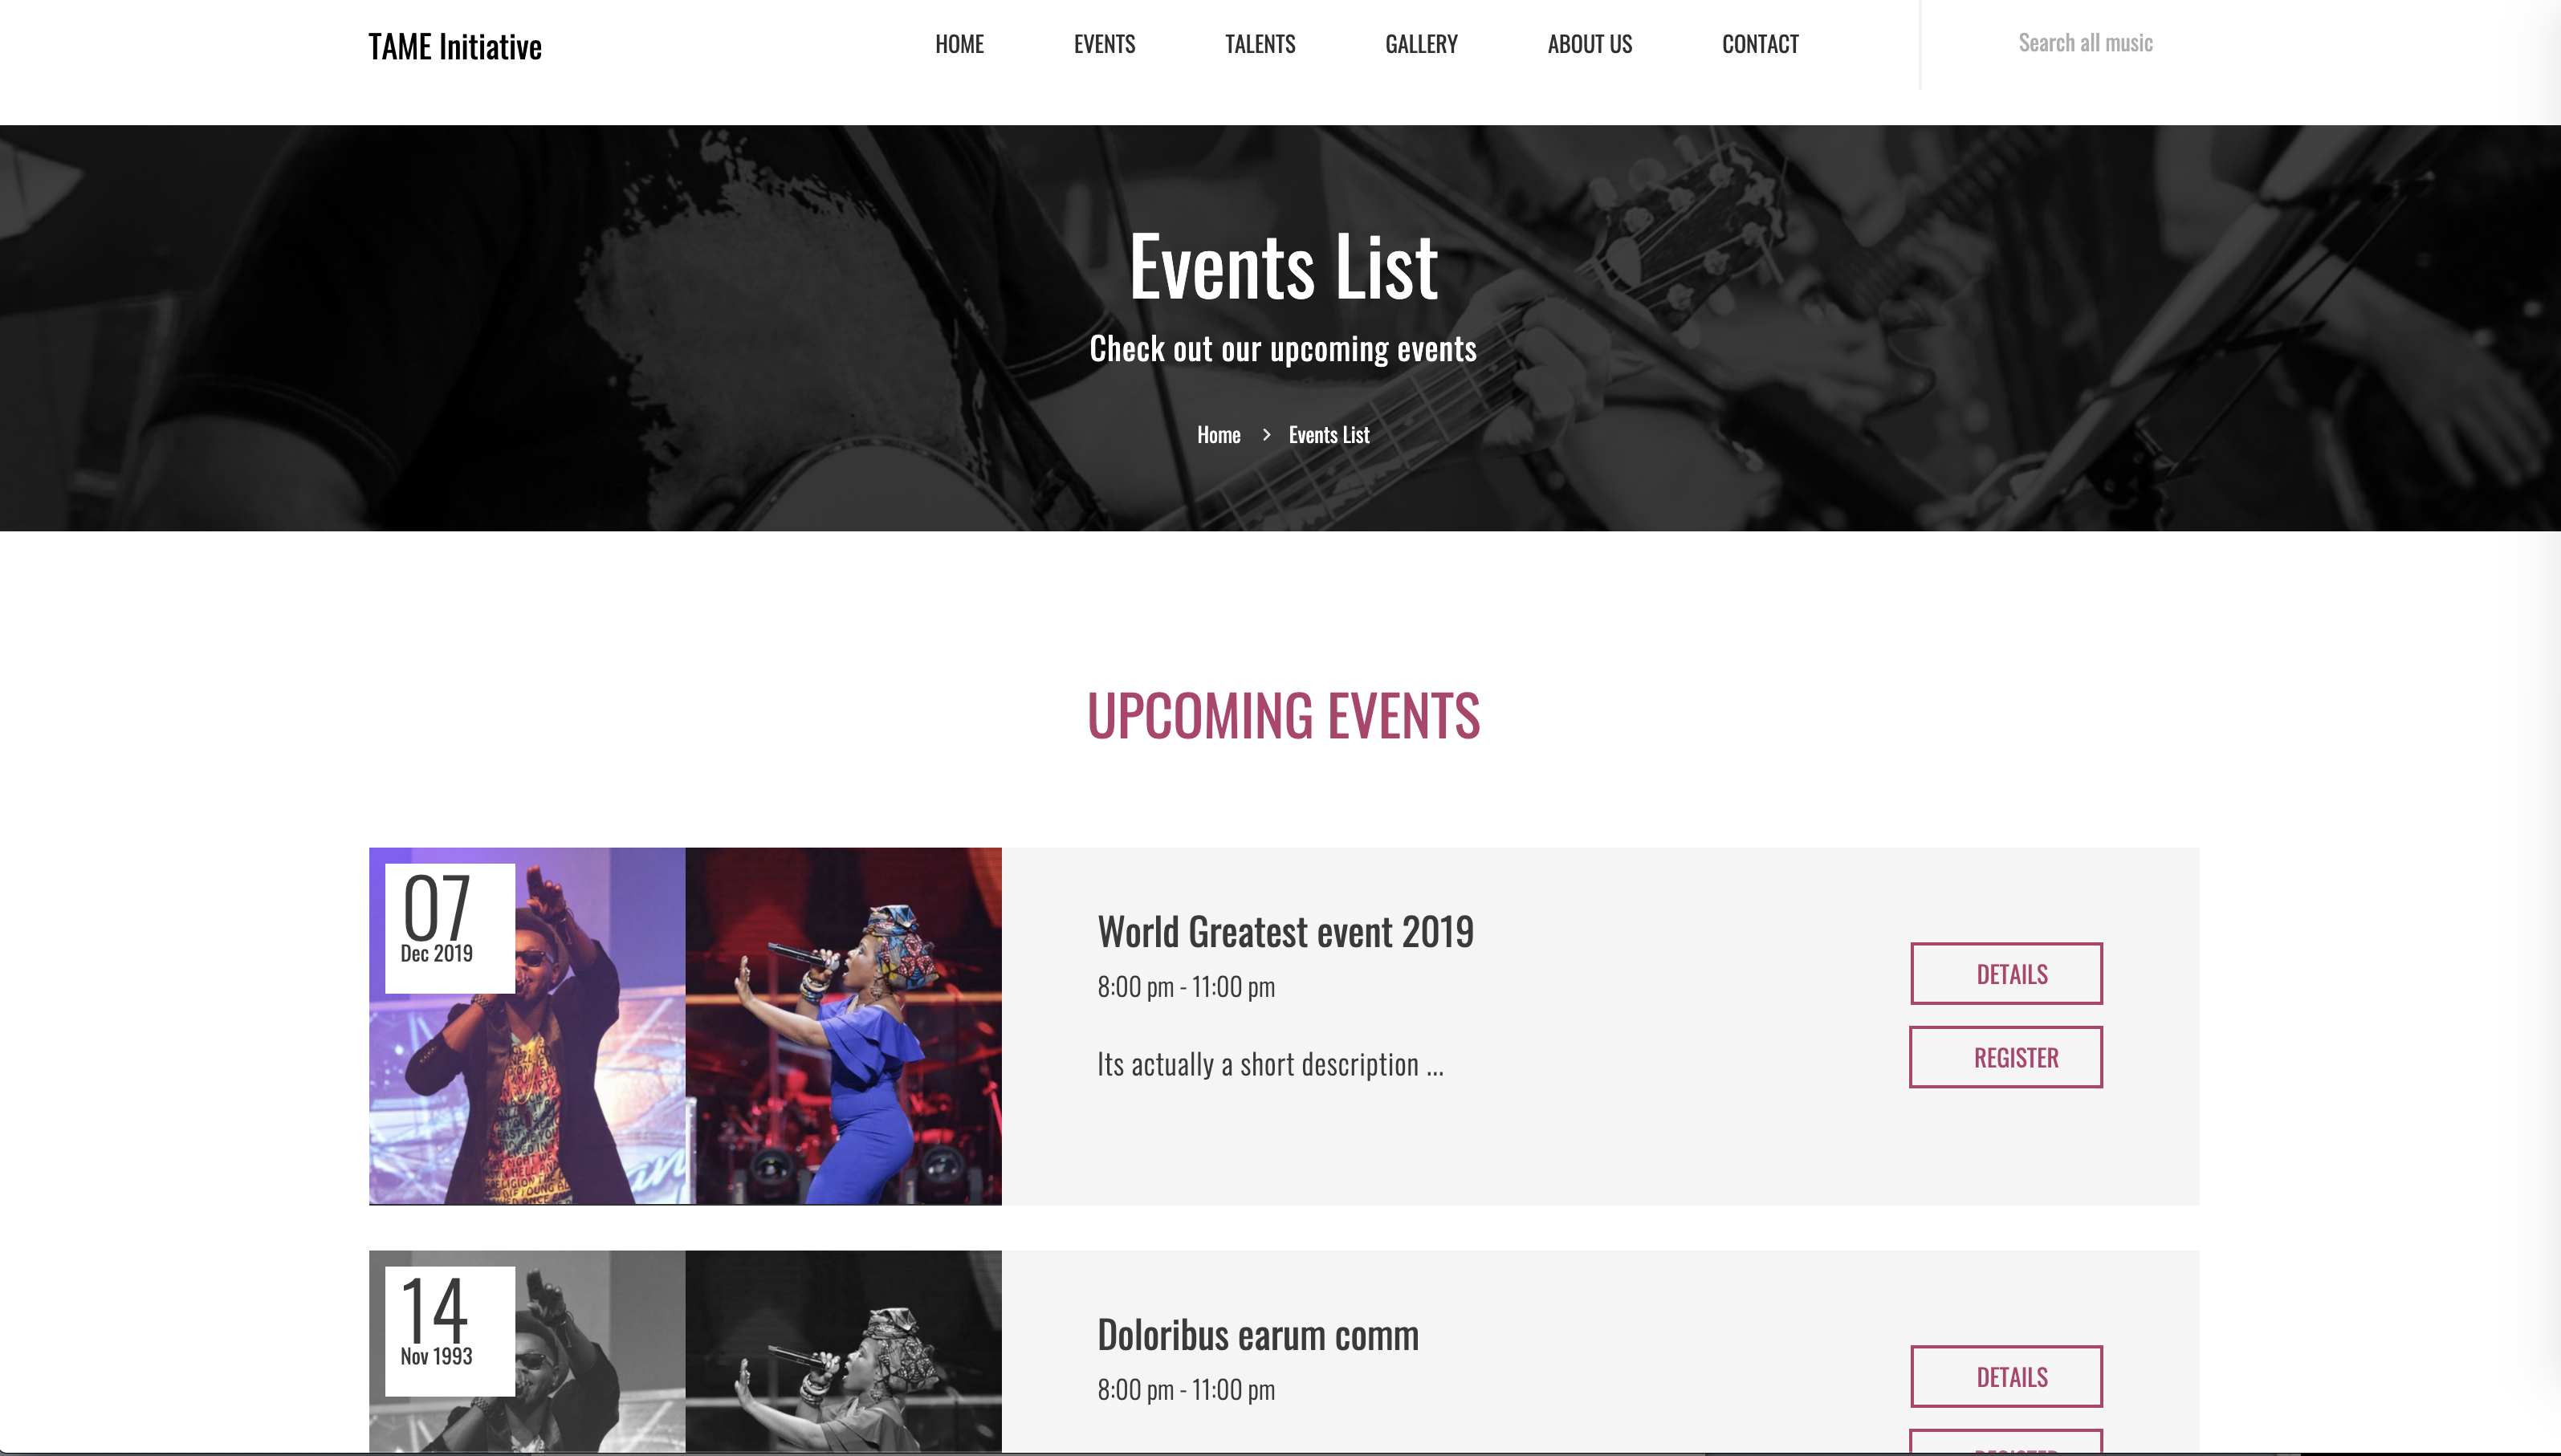 TAME Initiative
HOME EVENTS TALENTS GALLERY ABOUT US CONTACT
Search all music
Events List
Check out our upcoming events
Home > Events List
UPCOMING EVENTS
07
Dec 2019
World Greatest event 2019
8:00 pm - 11:00 pm
Its actually a short description ...
DETAILS
REGISTER
14
Nov 1993
Doloribus earum comm
8:00 pm - 11:00 pm
DETAILS